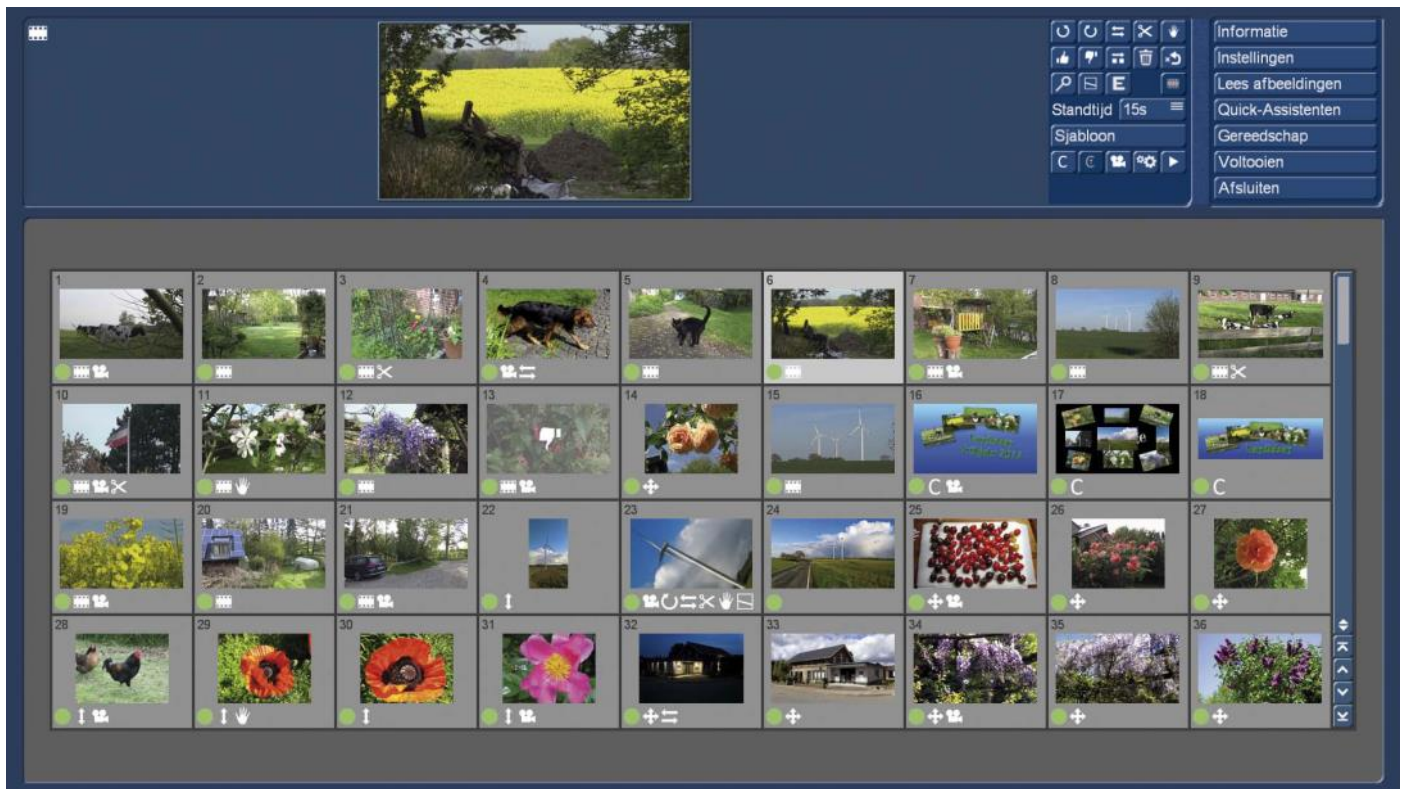 Informatie
Instellingen
Lees afbeeldingen
E
Standtijd 15s
Quick-Assistenten
Sjabloon
Gereedschap
C C
Voltooien
Afsluiten
1 2 3 4 5 6 7 8 9
10 11 12 13 14 15 16 17 18
C C C
19 20 21 22 23 24 25 26 27
28 29 30 31 32 33 34 35 36